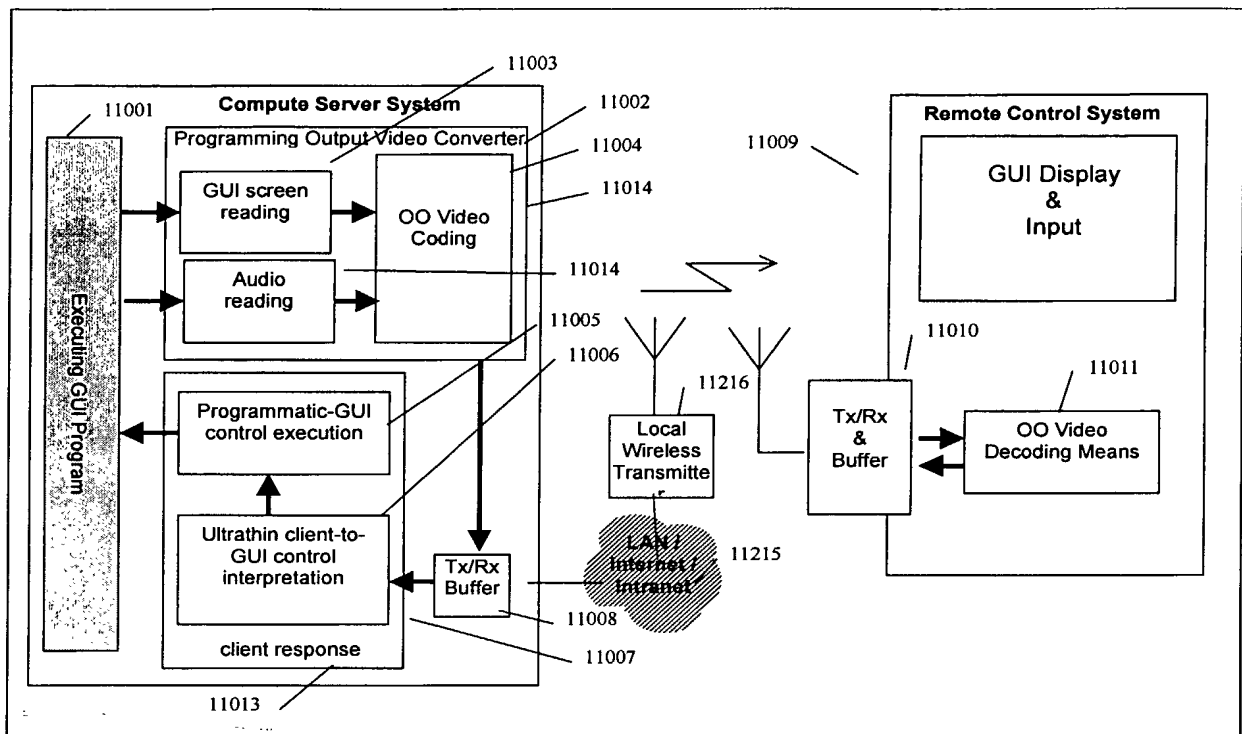 11003
11001
Compute Server System
11002
Remote Control System
Programming Output Video Converter
11004
11009
GUI screen
reading
11014
OO Video
Coding
GUI Display
&
Input
Audio
reading
11014
Executing GUI Program
11005
11006
11010
11011
11216
Programmatic-GUI
control execution
Tx/Rx
&
Buffer
OO Video
Decoding Means
Local
Wireless
Transmitte
r
Ultrathin client-to-
GUI control
interpretation
LAN /
Internet /
Intranet
11215
Tx/Rx
Buffer
11008
client response
11007
11013